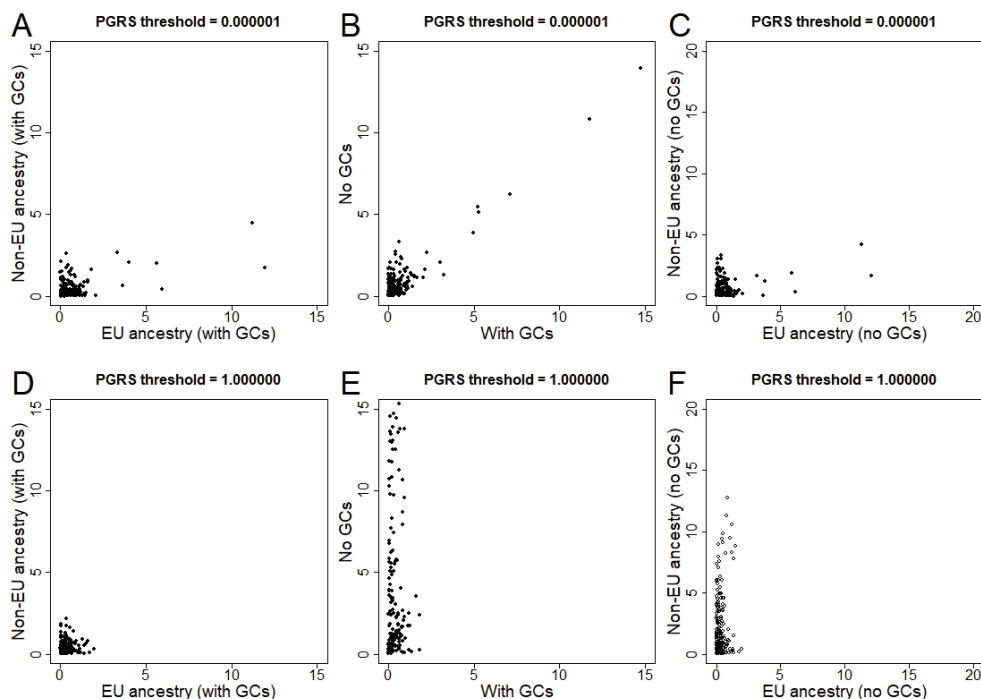 A
PGRS threshold = 0.000001
Non-EU ancestry (with GCs)
15
10
5
0
0 5 10 15
EU ancestry (with GCs)
B
PGRS threshold = 0.000001
No GCs
15
10
5
0
0 5 10 15
With GCs
C
PGRS threshold = 0.000001
Non-EU ancestry (no GCs)
20
15
10
5
0
0 5 10 15 20
EU ancestry (no GCs)
D
PGRS threshold = 1.000000
Non-EU ancestry (with GCs)
15
10
5
0
0 5 10 15
EU ancestry (with GCs)
E
PGRS threshold = 1.000000
No GCs
15
10
5
0
0 5 10 15
With GCs
F
PGRS threshold = 1.000000
Non-EU ancestry (no GCs)
20
15
10
5
0
0 5 10 15 20
EU ancestry (no GCs)